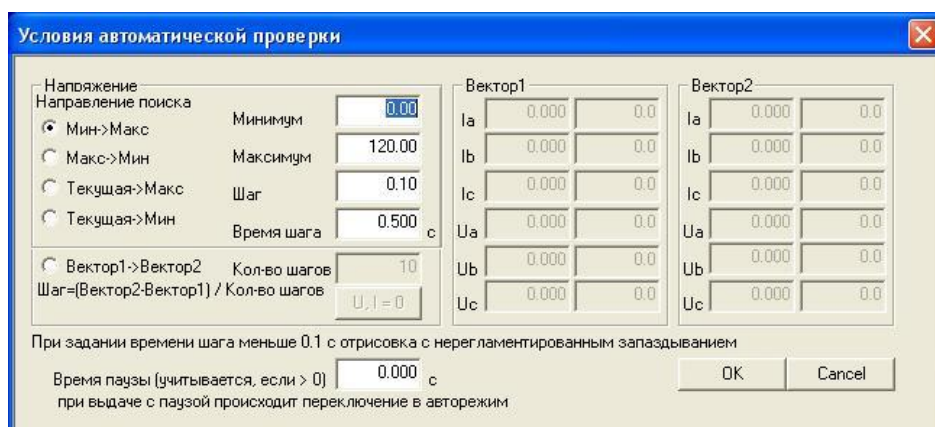 Условия автоматической проверки
Напряжение
Направление поиска
Мин->Макс
Макс->Мин
Текущая->Макс
Текущая->Мин
Минимум 0.00
Максимум 120.00
Шаг 0.10
Время шага 0.500 с
Вектор1->Вектор2 Кол-во шагов 10
Шаг=(Вектор2-Вектор1) / Кол-во шагов
U, I = 0
Вектор1
Ia 0.000 0.0
Ib 0.000 0.0
Ic 0.000 0.0
Ua 0.000 0.0
Ub 0.000 0.0
Uc 0.000 0.0
Вектор2
Ia 0.000 0.0
Ib 0.000 0.0
Ic 0.000 0.0
Ua 0.000 0.0
Ub 0.000 0.0
Uc 0.000 0.0
При задании времени шага меньше 0.1 с отрисовка с нерегламентированным запаздыванием
Время паузы (учитывается, если > 0) 0.000 с
при выдаче с паузой происходит переключение в авторежим
OK
Cancel